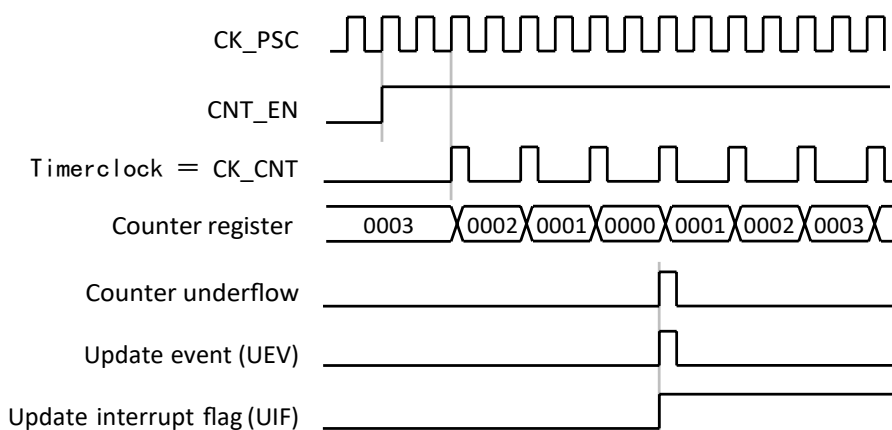 CK_PSC
CNT_EN
Timerclock = CK_CNT
Counter register 0003 0002 0001 0000 0001 0002 0003
Counter underflow
Update event (UEV)
Update interrupt flag (UIF)